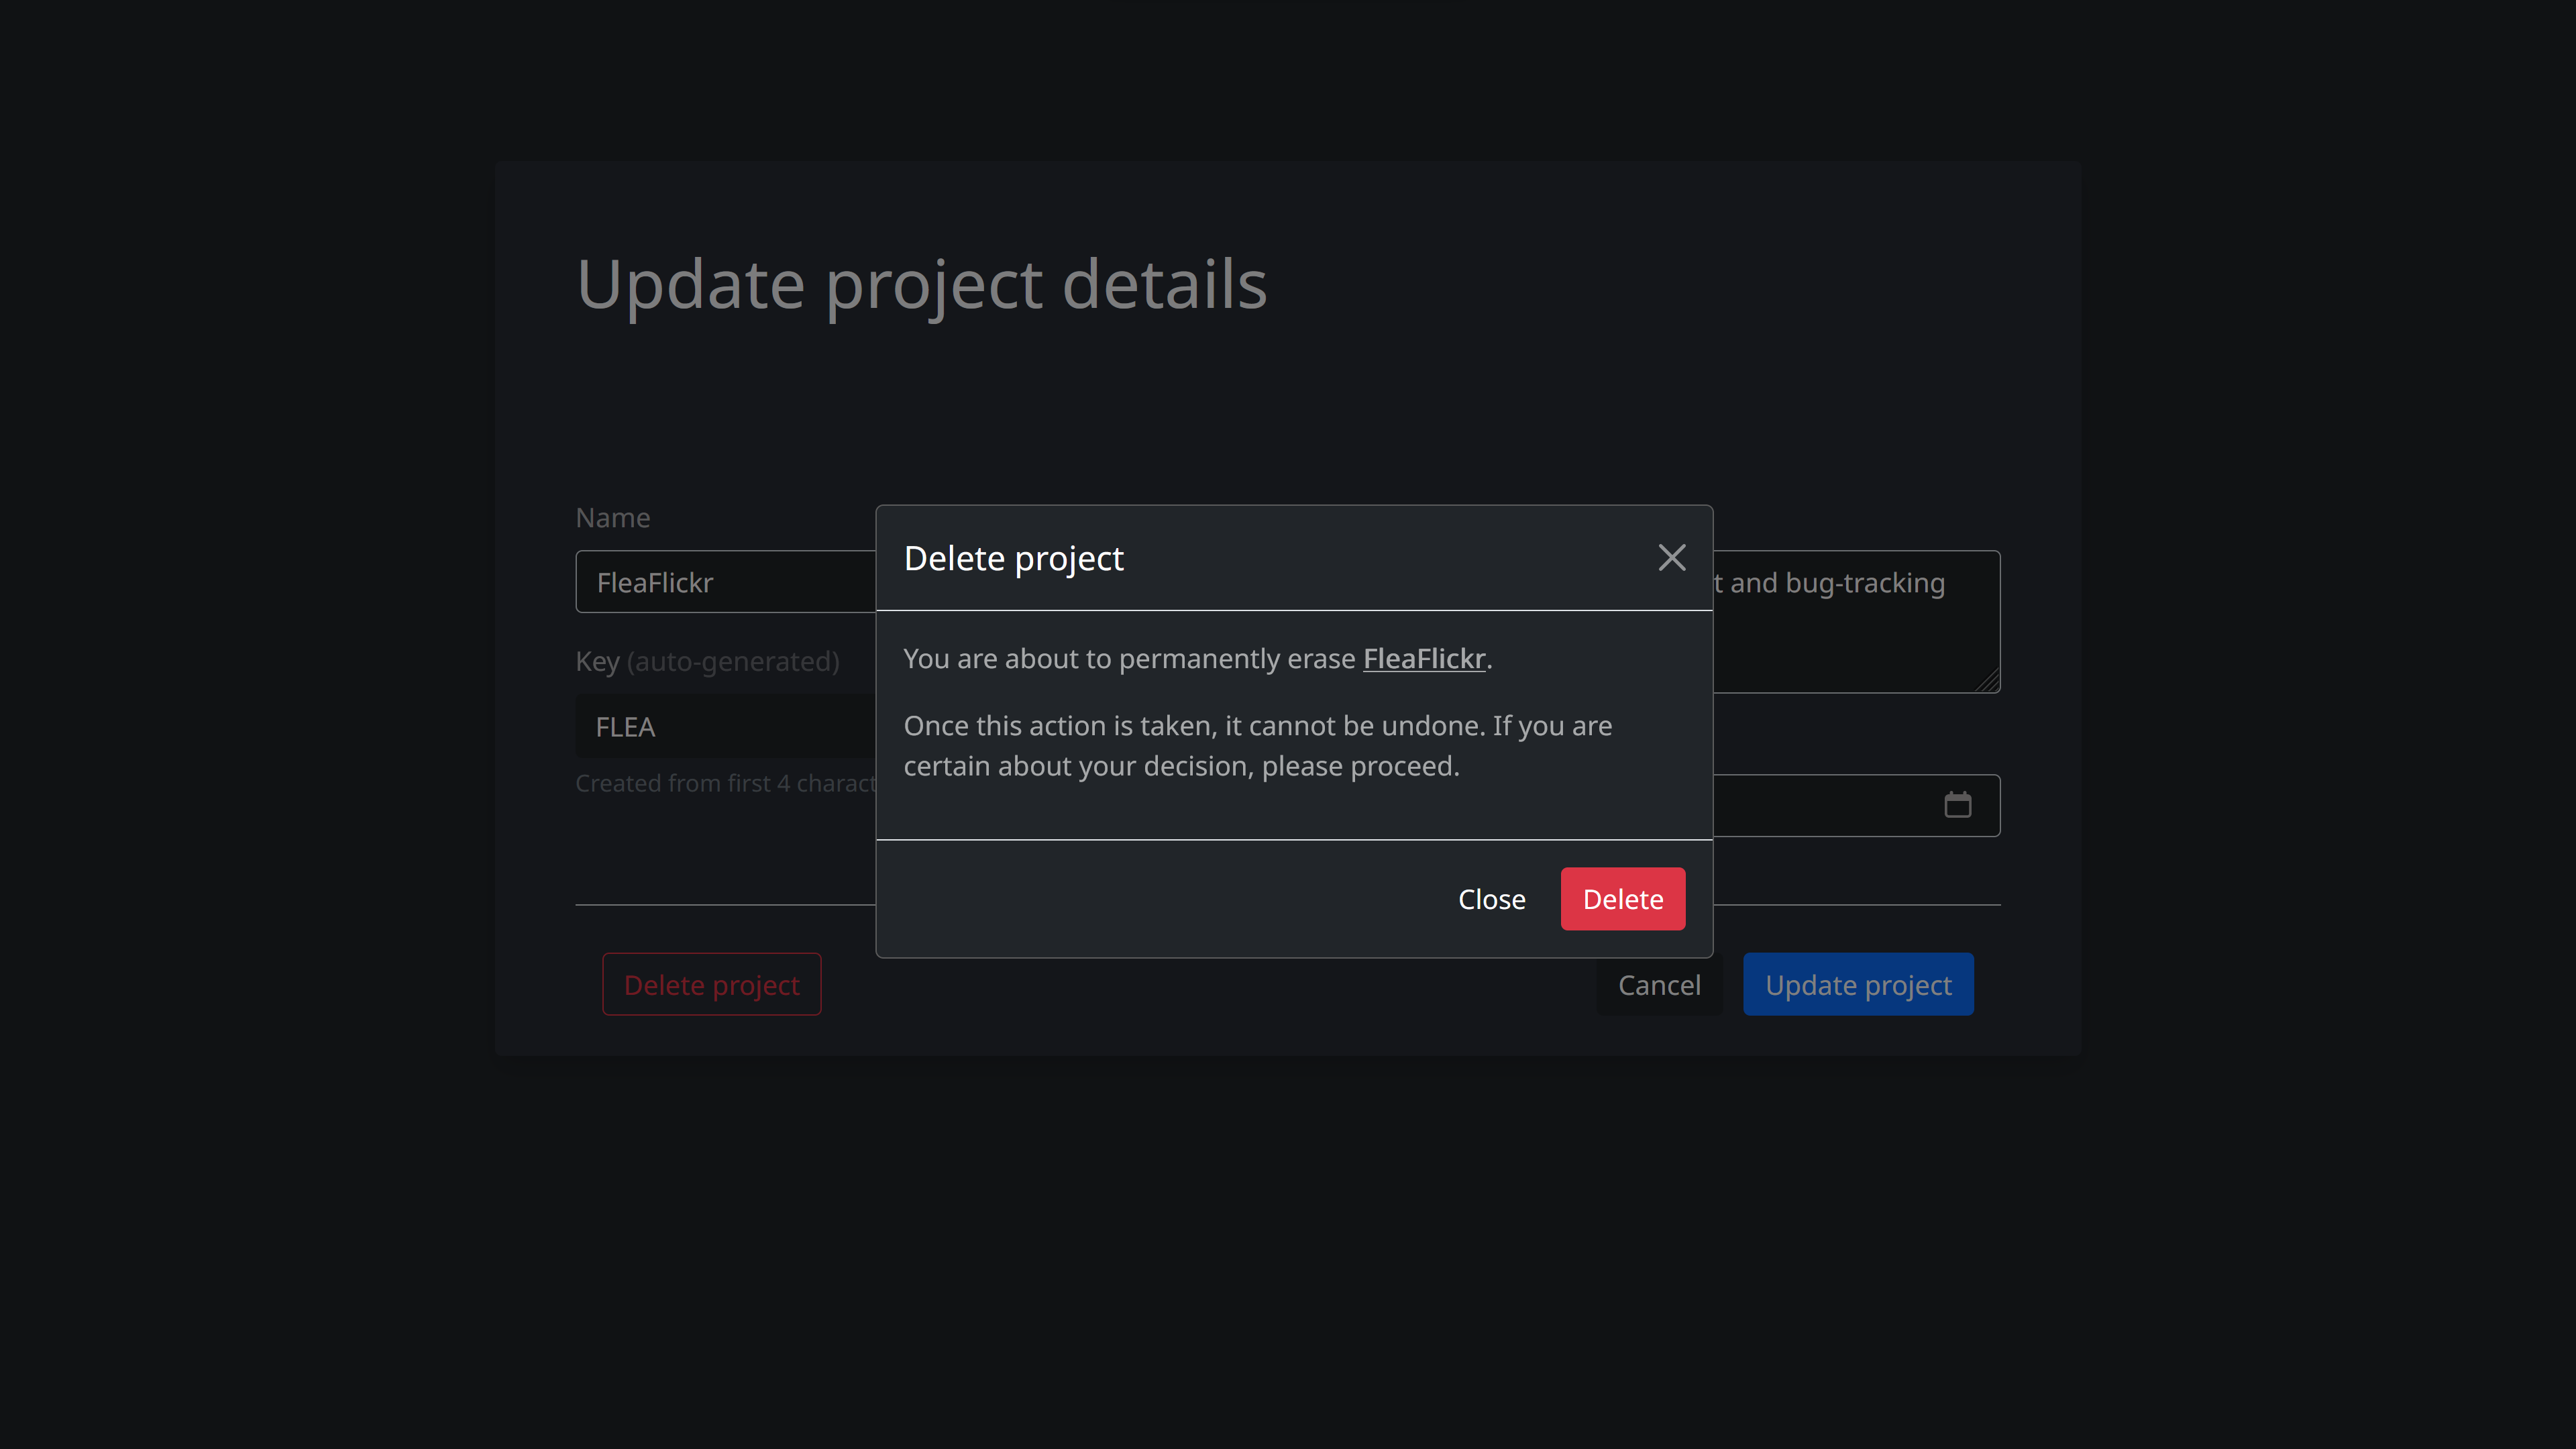 Update project details
Name
FleaFlickr
t and bug-tracking
Key (auto-generated)
FLEA
Created from first 4
Delete project
You are about to permanently erase FleaFlickr.
Once this action is taken, it cannot be undone. If you are
certain about your decision, please proceed.
Close
Delete
Delete project
Cancel
Update project